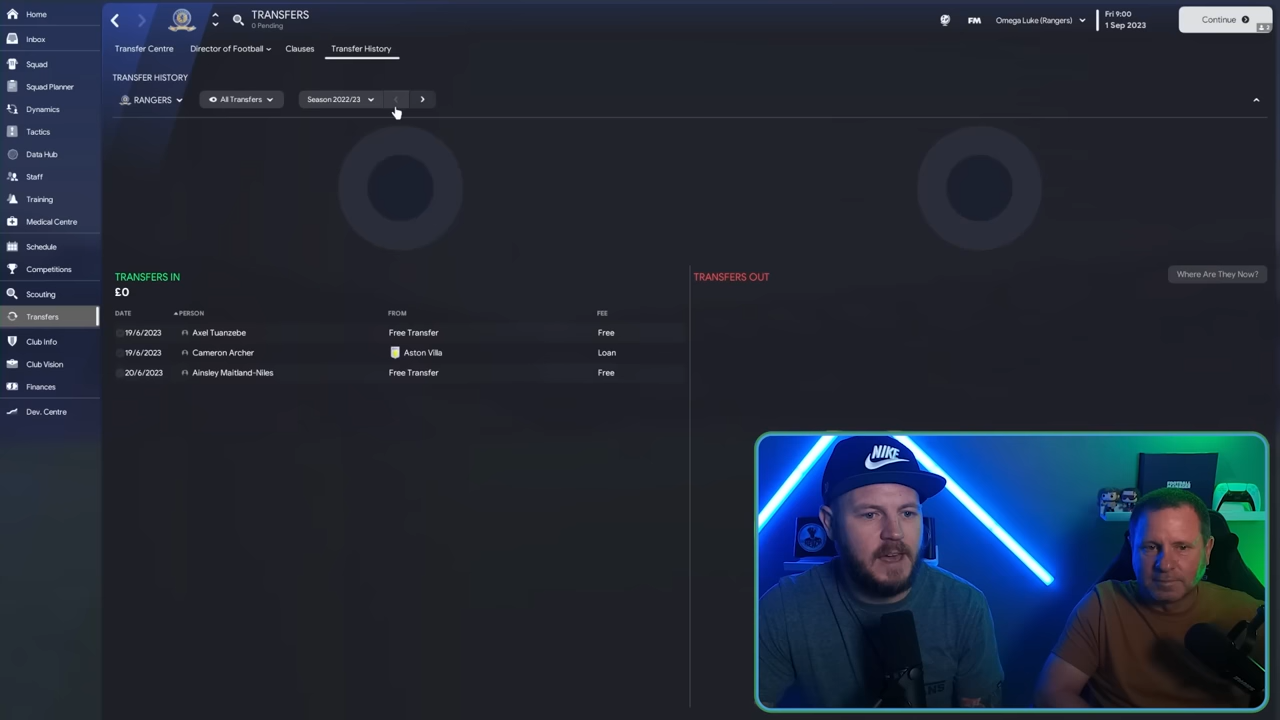 Home
Inbox
Squad
Squad Planner
Dynamics
Tactics
Data Hub
Staff
Training
Medical Centre
Schedule
Competitions
Scouting
Transfers
Club Info
Club Vision
Finances
Dev. Centre
TRANSFERS
0 Pending
FM
Omega Luke (Rangers)
Fri 9:00
1 Sep 2023
Continue
2
Transfer Centre
Director of Football
Clauses
Transfer History
TRANSFER HISTORY
RANGERS
All Transfers
Season 2022/23
TRANSFERS IN
£0
DATE PERSON FROM FEE
19/6/2023 Axel Tuanzebe Free Transfer Free
19/6/2023 Cameron Archer Aston Villa Loan
20/6/2023 Ainsley Maitland-Niles Free Transfer Free
TRANSFERS OUT
Where Are They Now?
NIKE
FOOTBALL